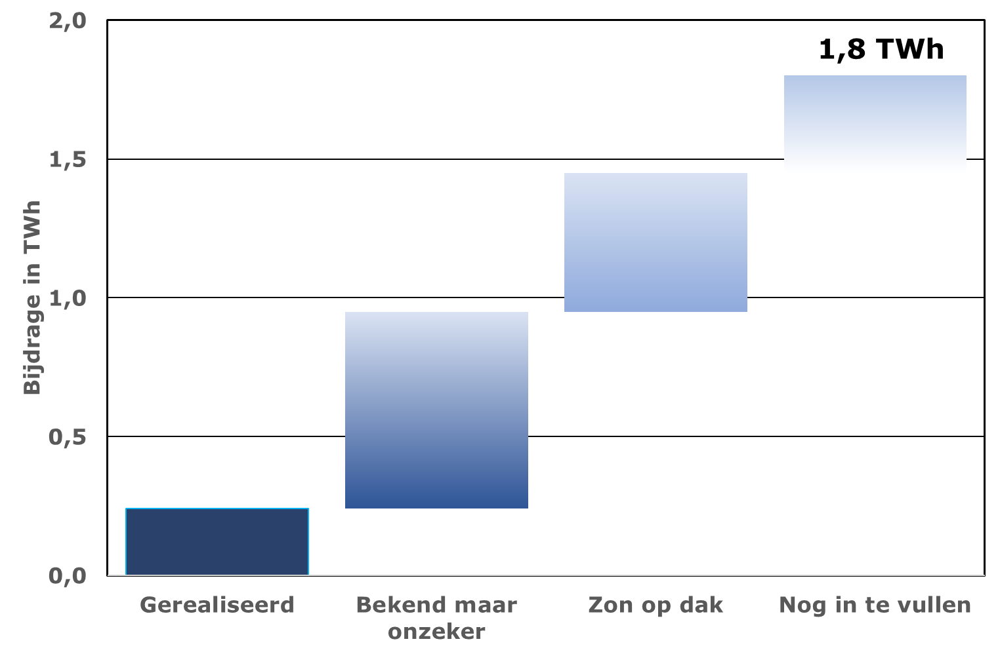 2,0
1,8 TWh
1,5
Bijdrage in TWh
1,0
0,5
0,0
Gerealiseerd
Bekend maar
onzeker
Zon op dak
Nog in te vullen